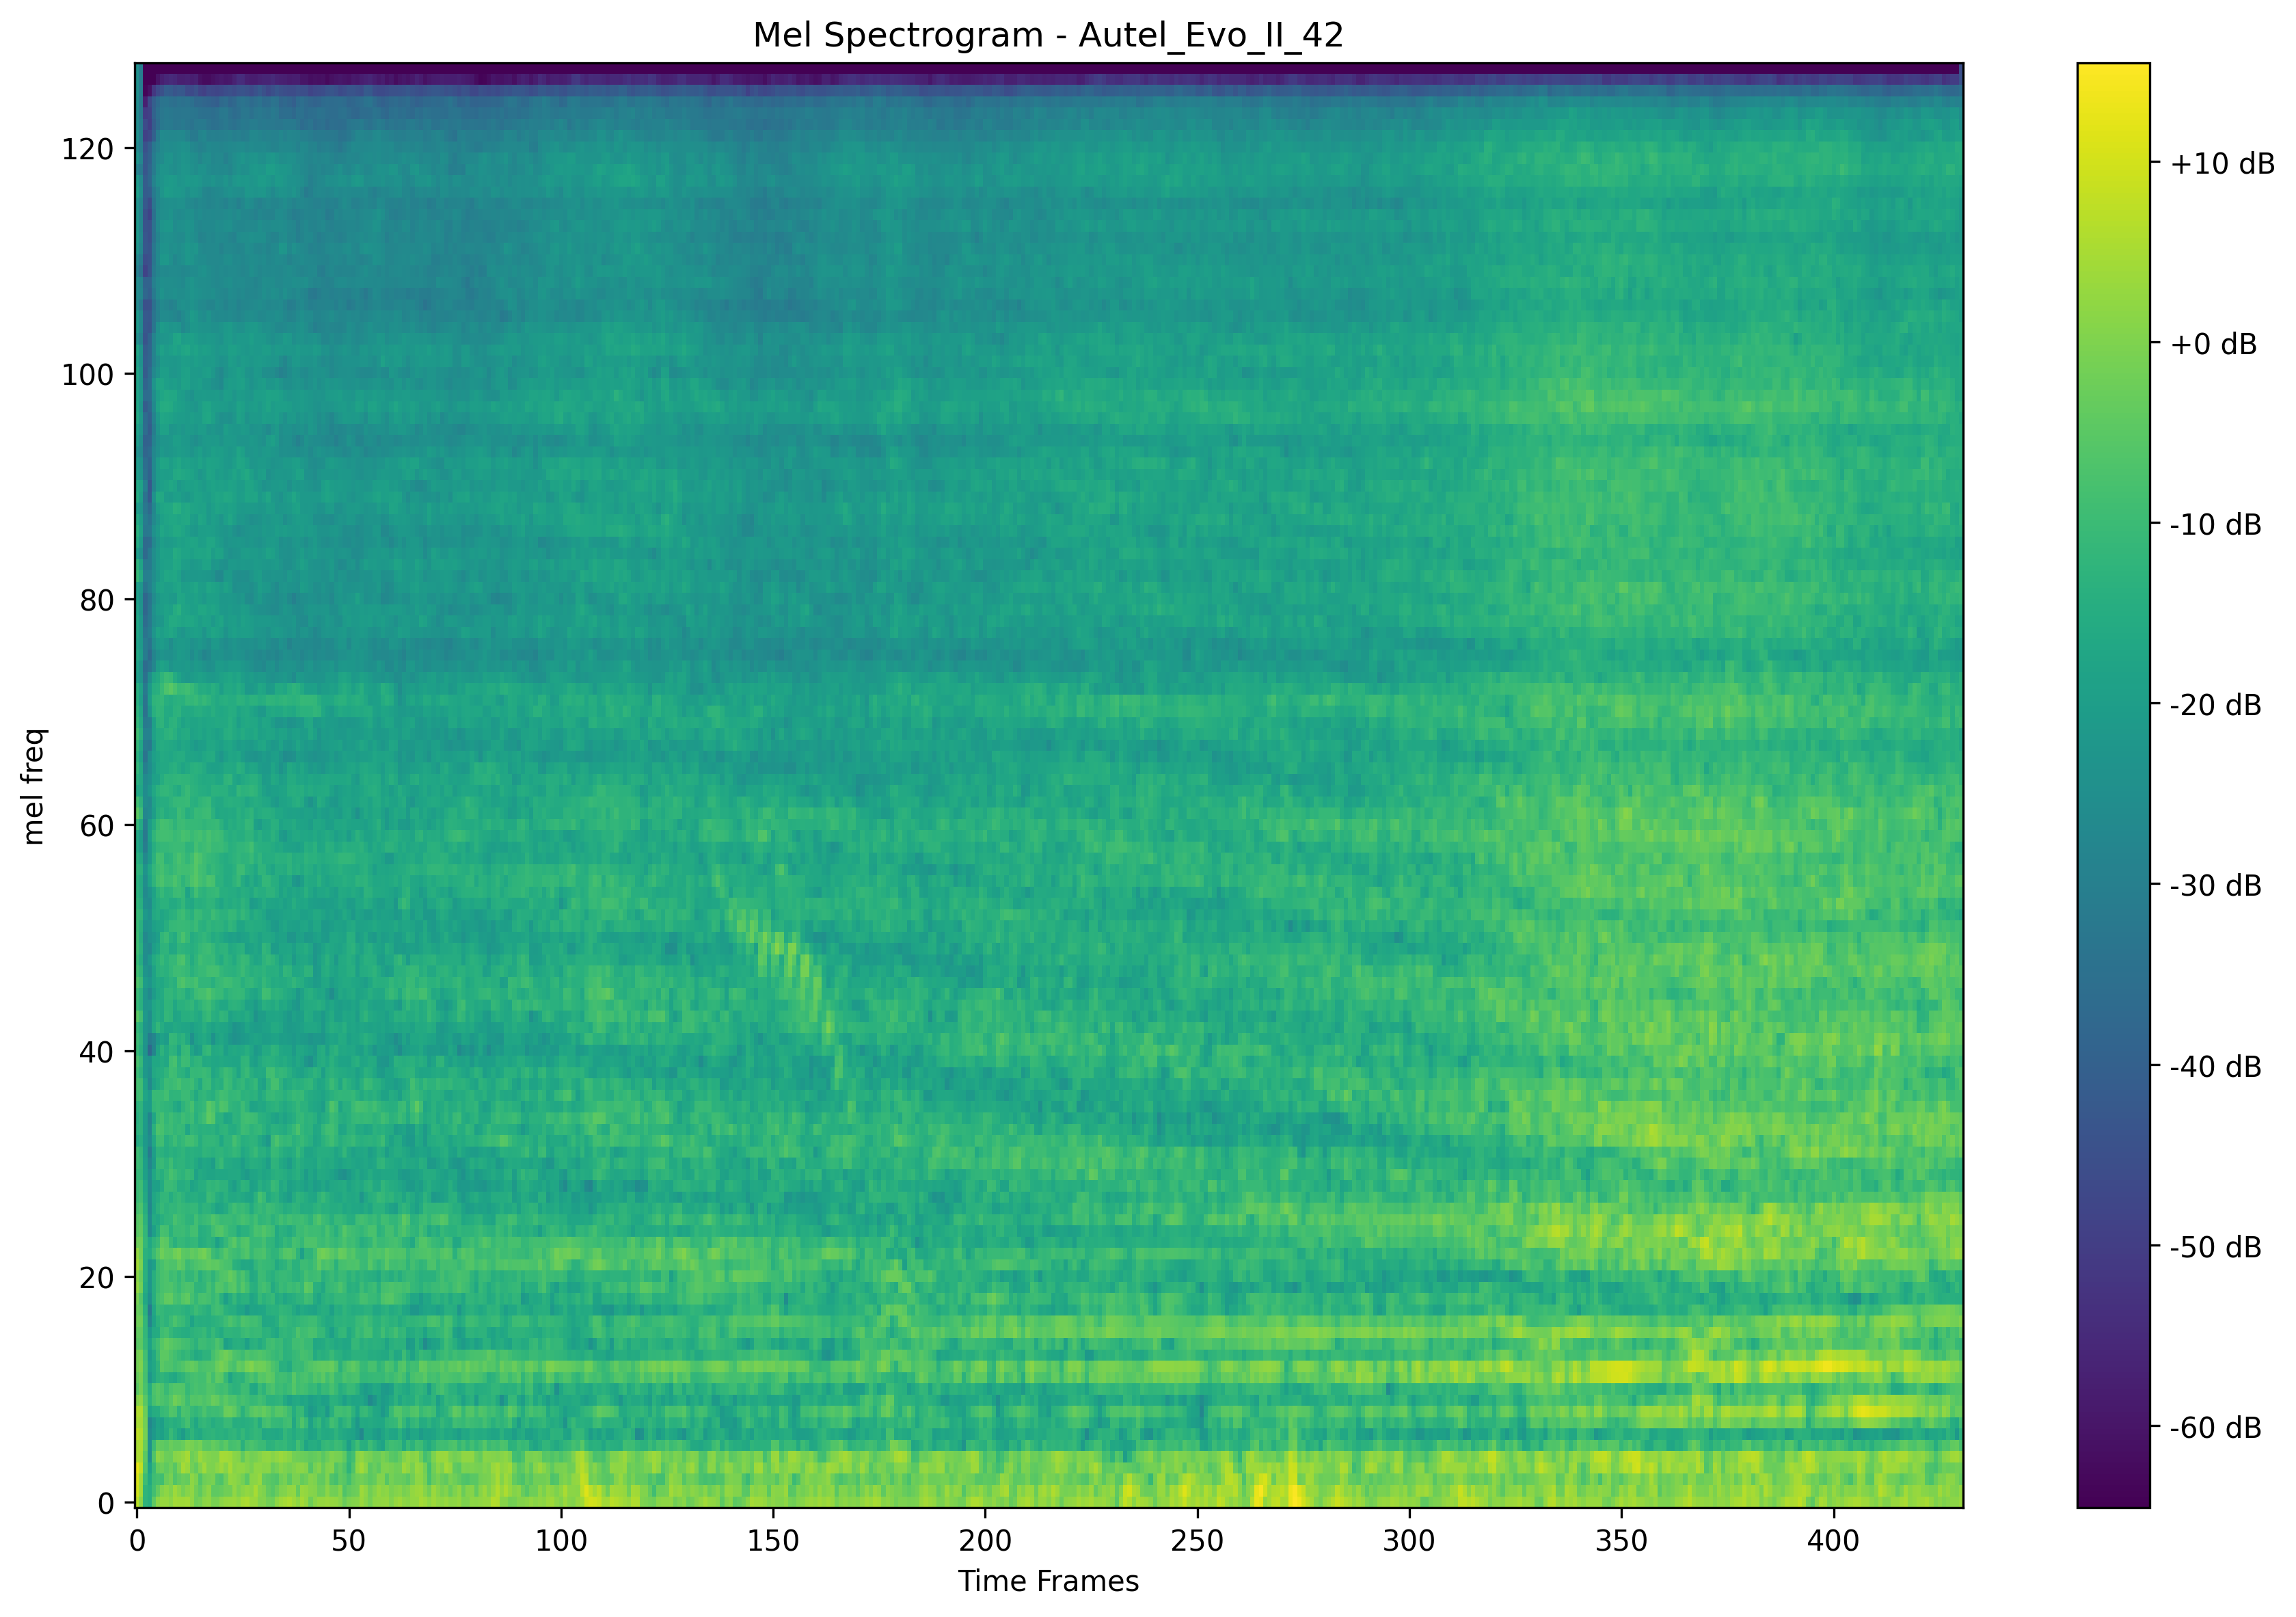 Mel Spectrogram - Autel_Evo_II_42
mel freq
120
100
80
60
40
20
0
0 50 100 150 200 250 300 350 400
Time Frames
+10 dB
+0 dB
-10 dB
-20 dB
-30 dB
-40 dB
-50 dB
-60 dB